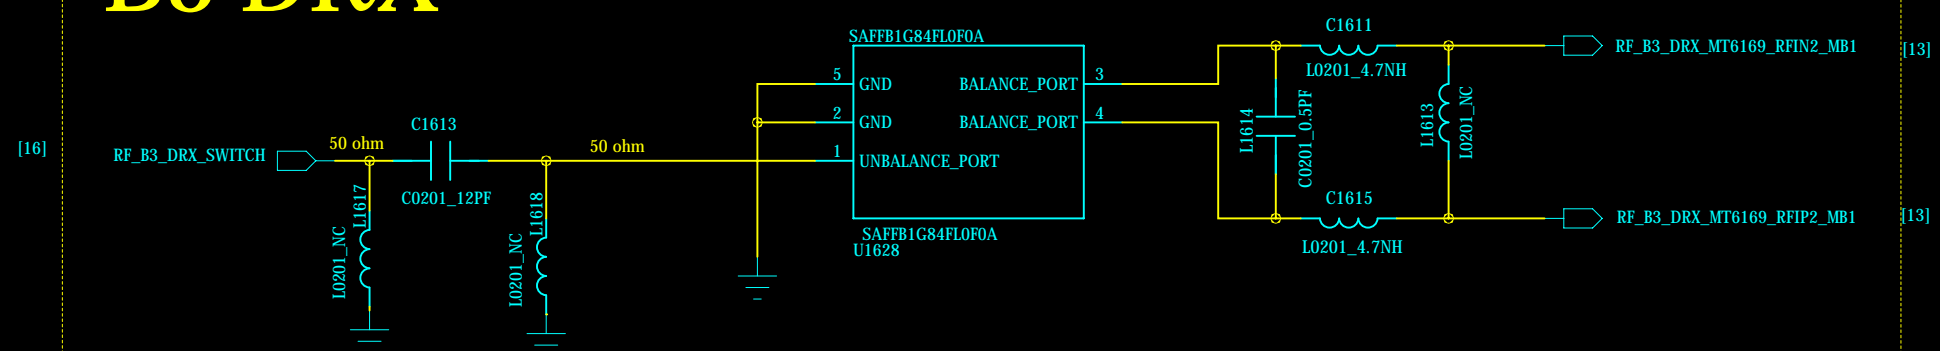 B8 DRX
[16]
RF_B3_DRX_SWITCH
50 ohm
C1613
C0201_12PF
50 ohm
L1617
L0201_NC
L1618
L0201_NC
SAFFB1G84FL0F0A
5
GND
2
GND
1
UNBALANCE_PORT
BALANCE_PORT
3
BALANCE_PORT
4
SAFFB1G84FL0F0A
U1628
C1611
L0201_4.7NH
L1614
C0201_0.5PF
L1613
L0201_NC
C1615
L0201_4.7NH
RF_B3_DRX_MT6169_RFIN2_MB1
[13]
RF_B3_DRX_MT6169_RFIP2_MB1
[13]